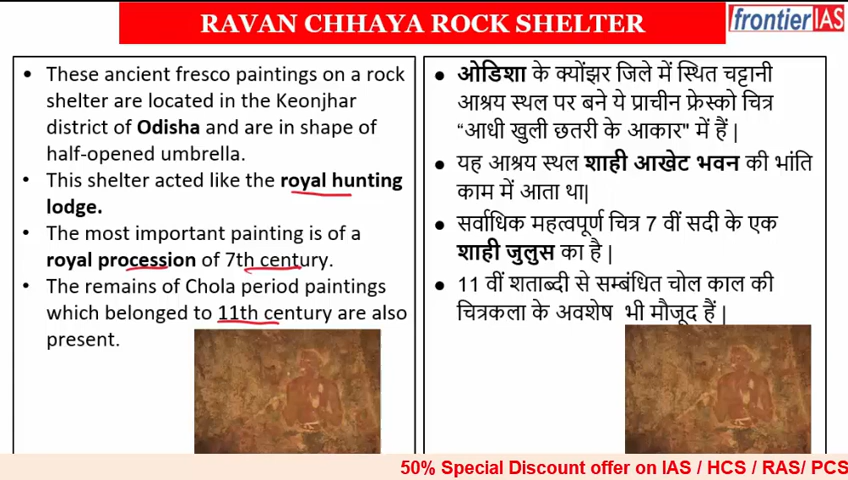 RAVAN CHHAYA ROCK SHELTER
frontierIAS
• These ancient fresco paintings on a rock
shelter are located in the Keonjhar
district of Odisha and are in shape of
half-opened umbrella.
• This shelter acted like the royal hunting
lodge.
• The most important painting is of a
royal procession of 7th century.
• The remains of Chola period paintings
which belonged to 11th century are also
present.
• ओडिशा के क्योंझर जिले में स्थित चट्टानी
आश्रय स्थल पर बने ये प्राचीन फ्रेस्को चित्र
“आधी खुली छतरी के आकार" में हैं |
• यह आश्रय स्थल शाही आखेट भवन की भांति
काम में आता था|
• सर्वाधिक महत्वपूर्ण चित्र 7 वीं सदी के एक
शाही जुलुस का है |
• 11 वीं शताब्दी से सम्बंधित चोल काल की
चित्रकला के अवशेष भी मौजूद हैं |
50% Special Discount offer on IAS / HCS / RAS/ PCS